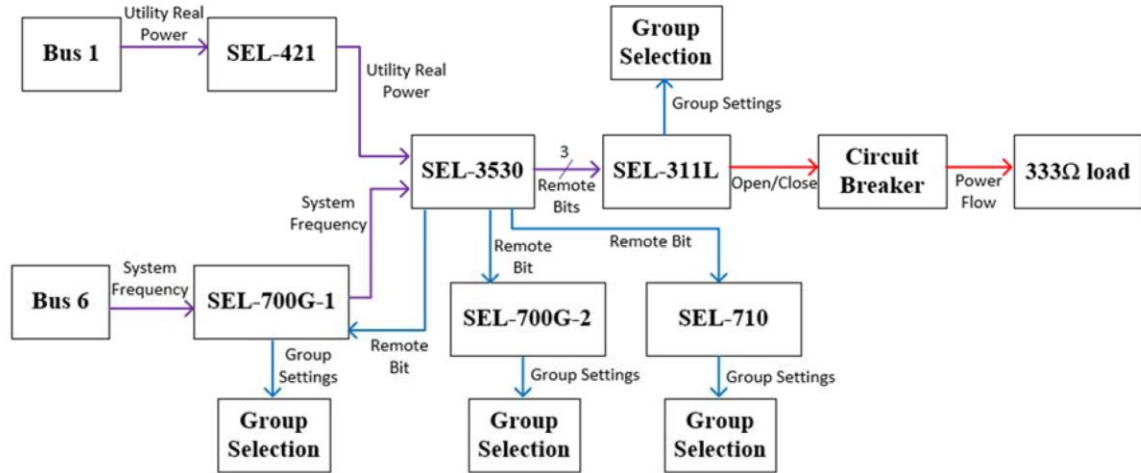 Utility Real
Power
Bus 1
SEL-421
Utility Real
Power
Group
Selection
Group Settings
SEL-3530
3
Remote
Bits
SEL-311L
Open/Close
Circuit
Breaker
Power
Flow
333Ω load
System
Frequency
Remote
Bit
Remote Bit
Bus 6
System
Frequency
SEL-700G-1
Remote
Bit
SEL-700G-2
SEL-710
Group
Settings
Group Settings
Group Settings
Group
Selection
Group
Selection
Group
Selection